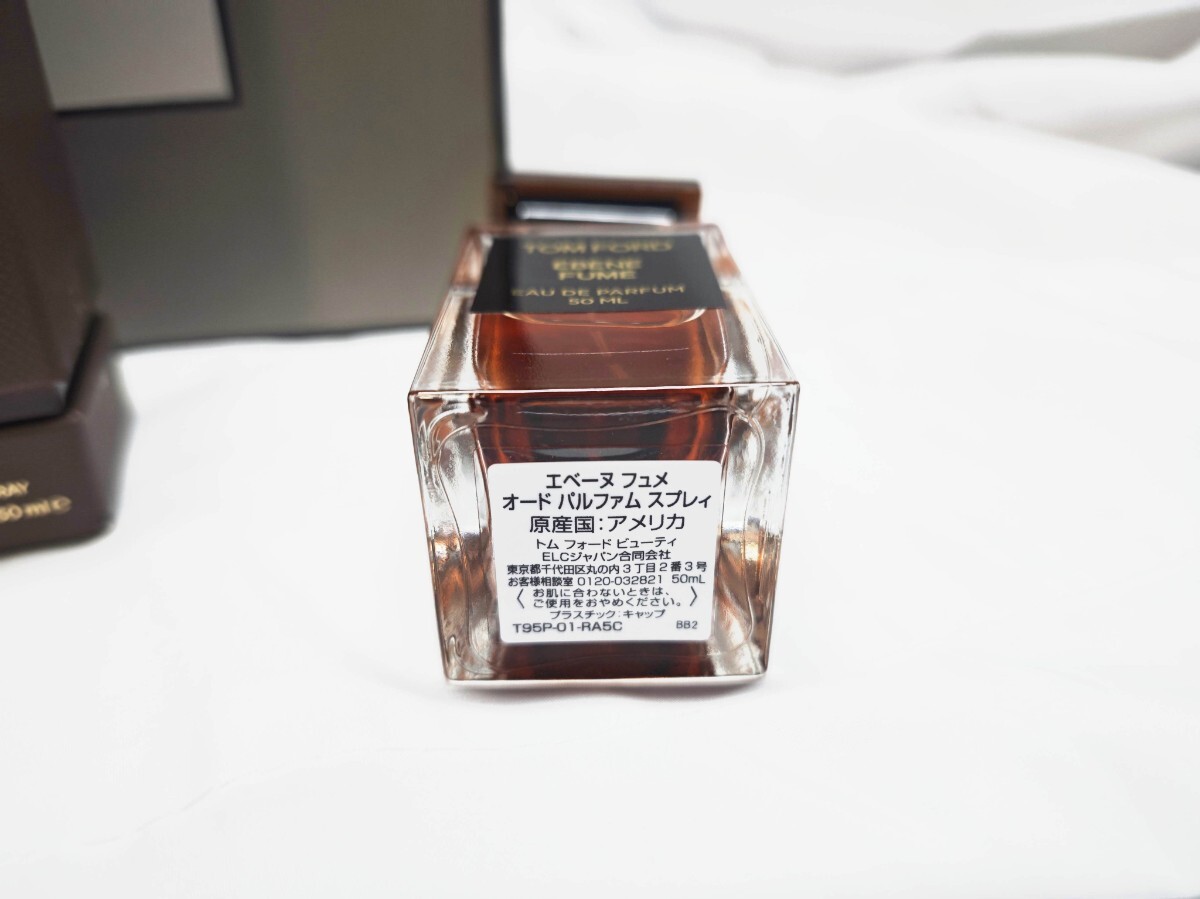 TOM FORD
ÉBÈNE
FUMÉ
EAU DE PARFUM
50 ML
エベーヌ フュメ
オード パルファム スプレィ
原産国:アメリカ
トム フォード ビューティ
ELCジャパン合同会社
東京都千代田区丸の内3丁目2番3号
お客様相談室 0120-032821 50mL
〈 お肌に合わないときは、
ご使用をおやめください。 〉
プラスチック:キャップ
T95P-01-RA5C BB2
RAY
50 ml ℮